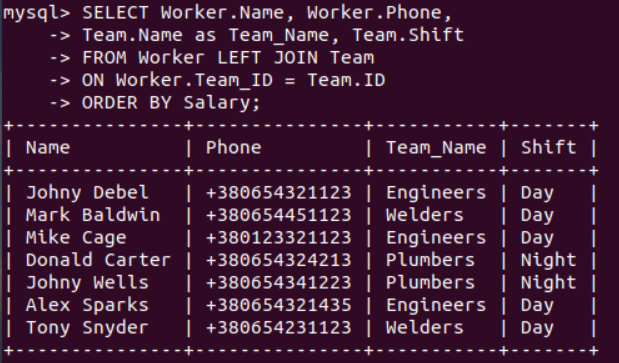 mysql> SELECT Worker.Name, Worker.Phone,
    -> Team.Name as Team_Name, Team.Shift
    -> FROM Worker LEFT JOIN Team
    -> ON Worker.Team_ID = Team.ID
    -> ORDER BY Salary;
+---------------+---------------+-----------+-------+
| Name          | Phone         | Team_Name | Shift |
+---------------+---------------+-----------+-------+
| Johny Debel   | +380654321123 | Engineers | Day   |
| Mark Baldwin  | +380654451123 | Welders   | Day   |
| Mike Cage     | +380123321123 | Engineers | Day   |
| Donald Carter | +380654324213 | Plumbers  | Night |
| Johny Wells   | +380654341223 | Plumbers  | Night |
| Alex Sparks   | +380654321435 | Engineers | Day   |
| Tony Snyder   | +380654231123 | Welders   | Day   |
+---------------+---------------+-----------+-------+